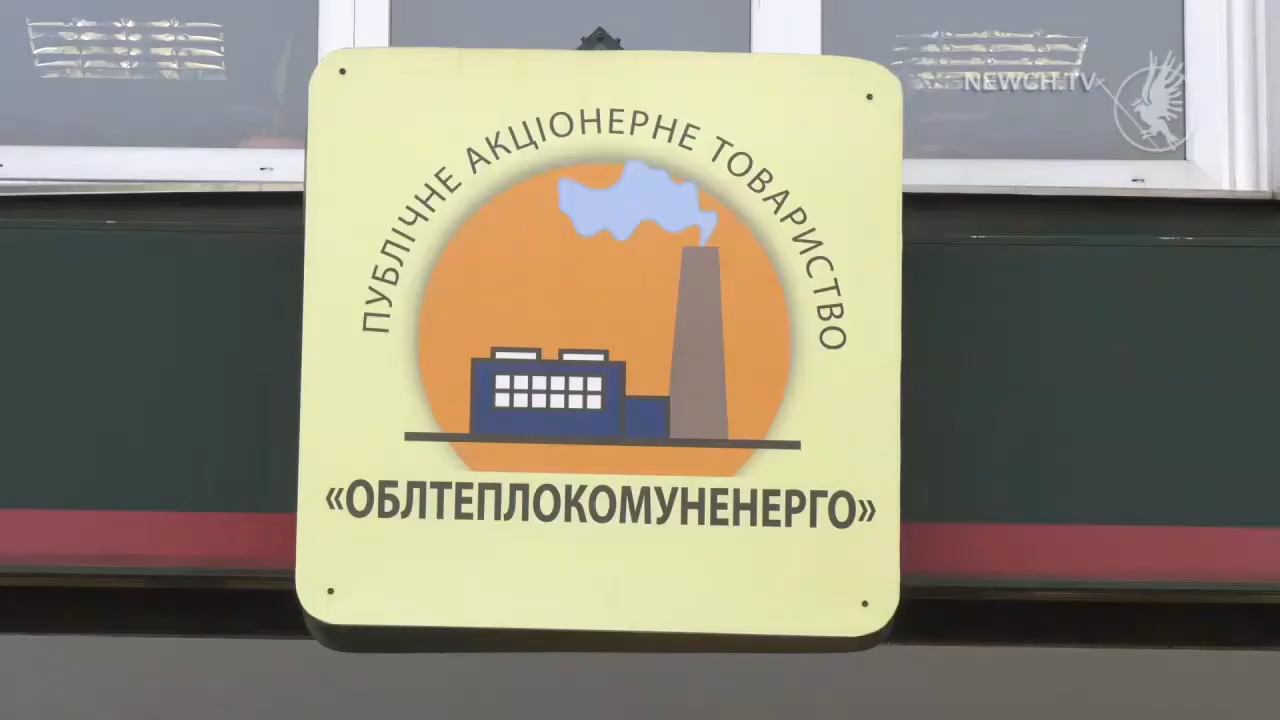 NEWCH.TV
ПУБЛІЧНЕ АКЦІОНЕРНЕ ТОВАРИСТВО
«ОБЛТЕПЛОКОМУНЕНЕРГО»